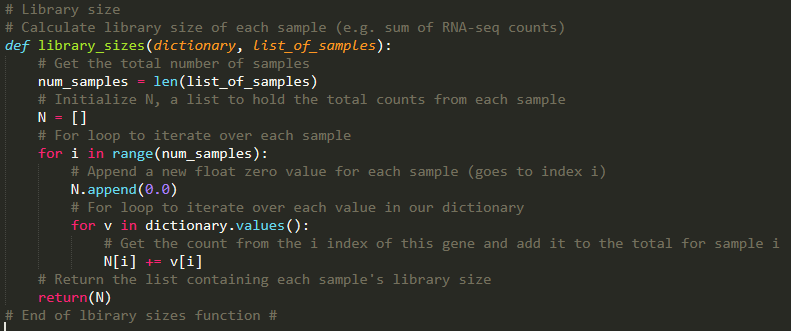 # Library size
# Calculate library size of each sample (e.g. sum of RNA-seq counts)
def library_sizes(dictionary, list_of_samples):
    # Get the total number of samples
    num_samples = len(list_of_samples)
    # Initialize N, a list to hold the total counts from each sample
    N = []
    # For loop to iterate over each sample
    for i in range(num_samples):
        # Append a new float zero value for each sample (goes to index i)
        N.append(0.0)
        # For loop to iterate over each value in our dictionary
        for v in dictionary.values():
            # Get the count from the i index of this gene and add it to the total for sample i
            N[i] += v[i]
    # Return the list containing each sample's library size
    return(N)
# End of lbirary sizes function #